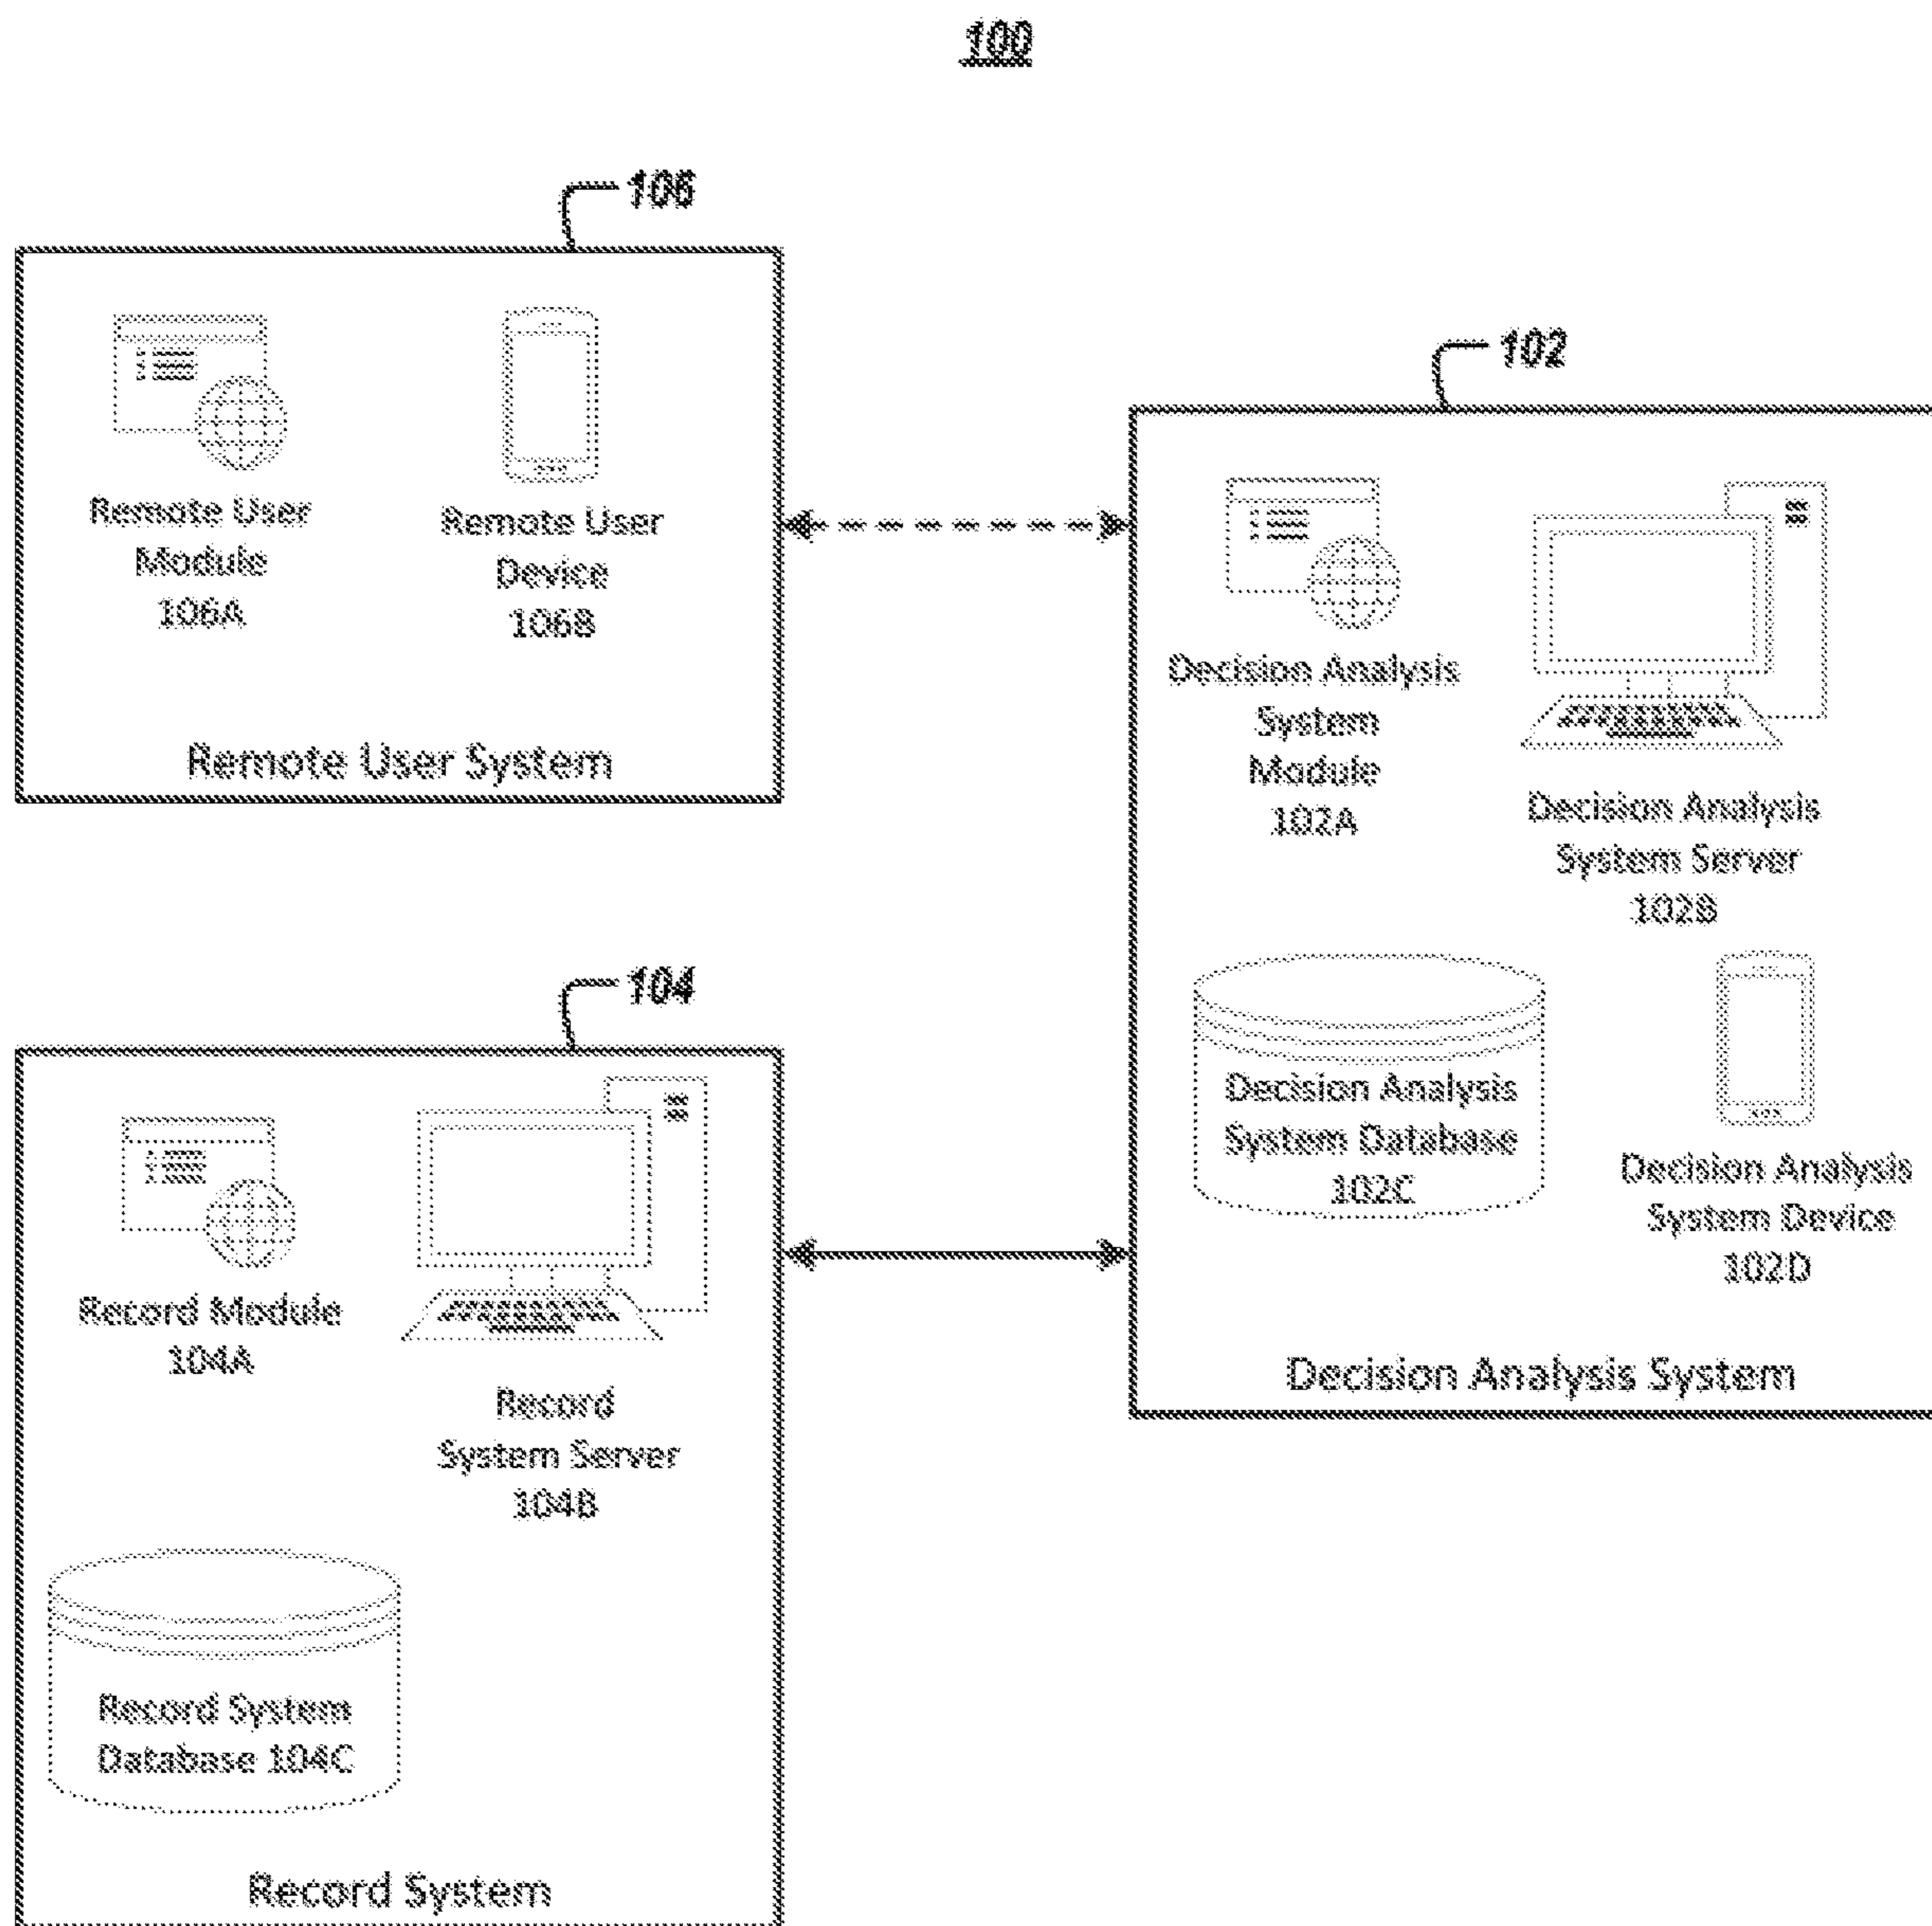 100
106
Remote User
Module
106A
Remote User
Device
106B
Remote User System
102
Decision Analysis
System
Module
102A
Decision Analysis
System Server
102B
Decision Analysis
System Database
102C
Decision Analysis
System Device
102D
Decision Analysis System
104
Record Module
104A
Record
System Server
104B
Record System
Database 104C
Record System